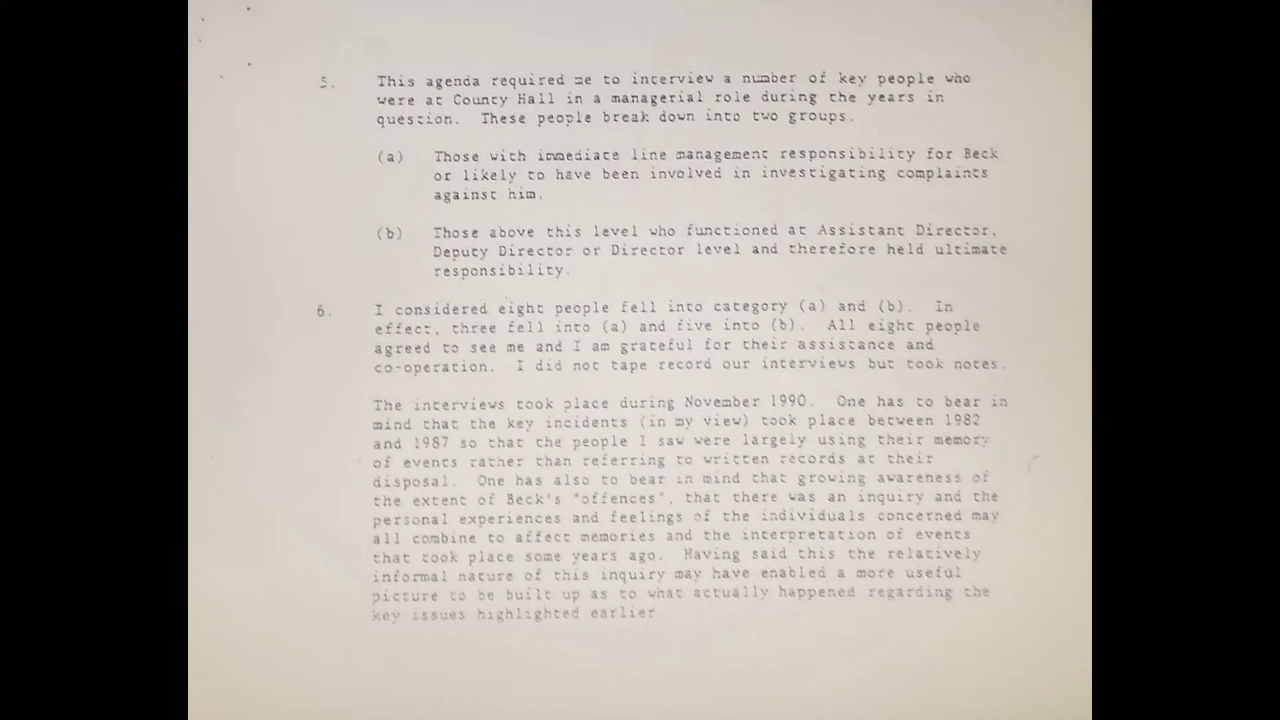 5. This agenda required me to interview a number of key people who
were at County Hall in a managerial role during the years in
question. These people break down into two groups.
(a) Those with immediate line management responsibility for Beck
or likely to have been involved in investigating complaints
against him.
(b) Those above this level who functioned at Assistant Director,
Deputy Director or Director level and therefore held ultimate
responsibility.
6. I considered eight people fell into category (a) and (b). In
effect, three fell into (a) and five into (b). All eight people
agreed to see me and I am grateful for their assistance and
co-operation. I did not tape record our interviews but took notes.
The interviews took place during November 1990. One has to bear in
mind that the key incidents (in my view) took place between 1982
and 1987 so that the people I saw were largely using their memory
of events rather than referring to written records at their
disposal. One has also to bear in mind that growing awareness of
the extent of Beck's "offences", that there was an inquiry and the
personal experiences and feelings of the individuals concerned may
all combine to affect memories and the interpretation of events
that took place some years ago. Having said this the relatively
informal nature of this inquiry may have enabled a more useful
picture to be built up as to what actually happened regarding the
key issues highlighted earlier.